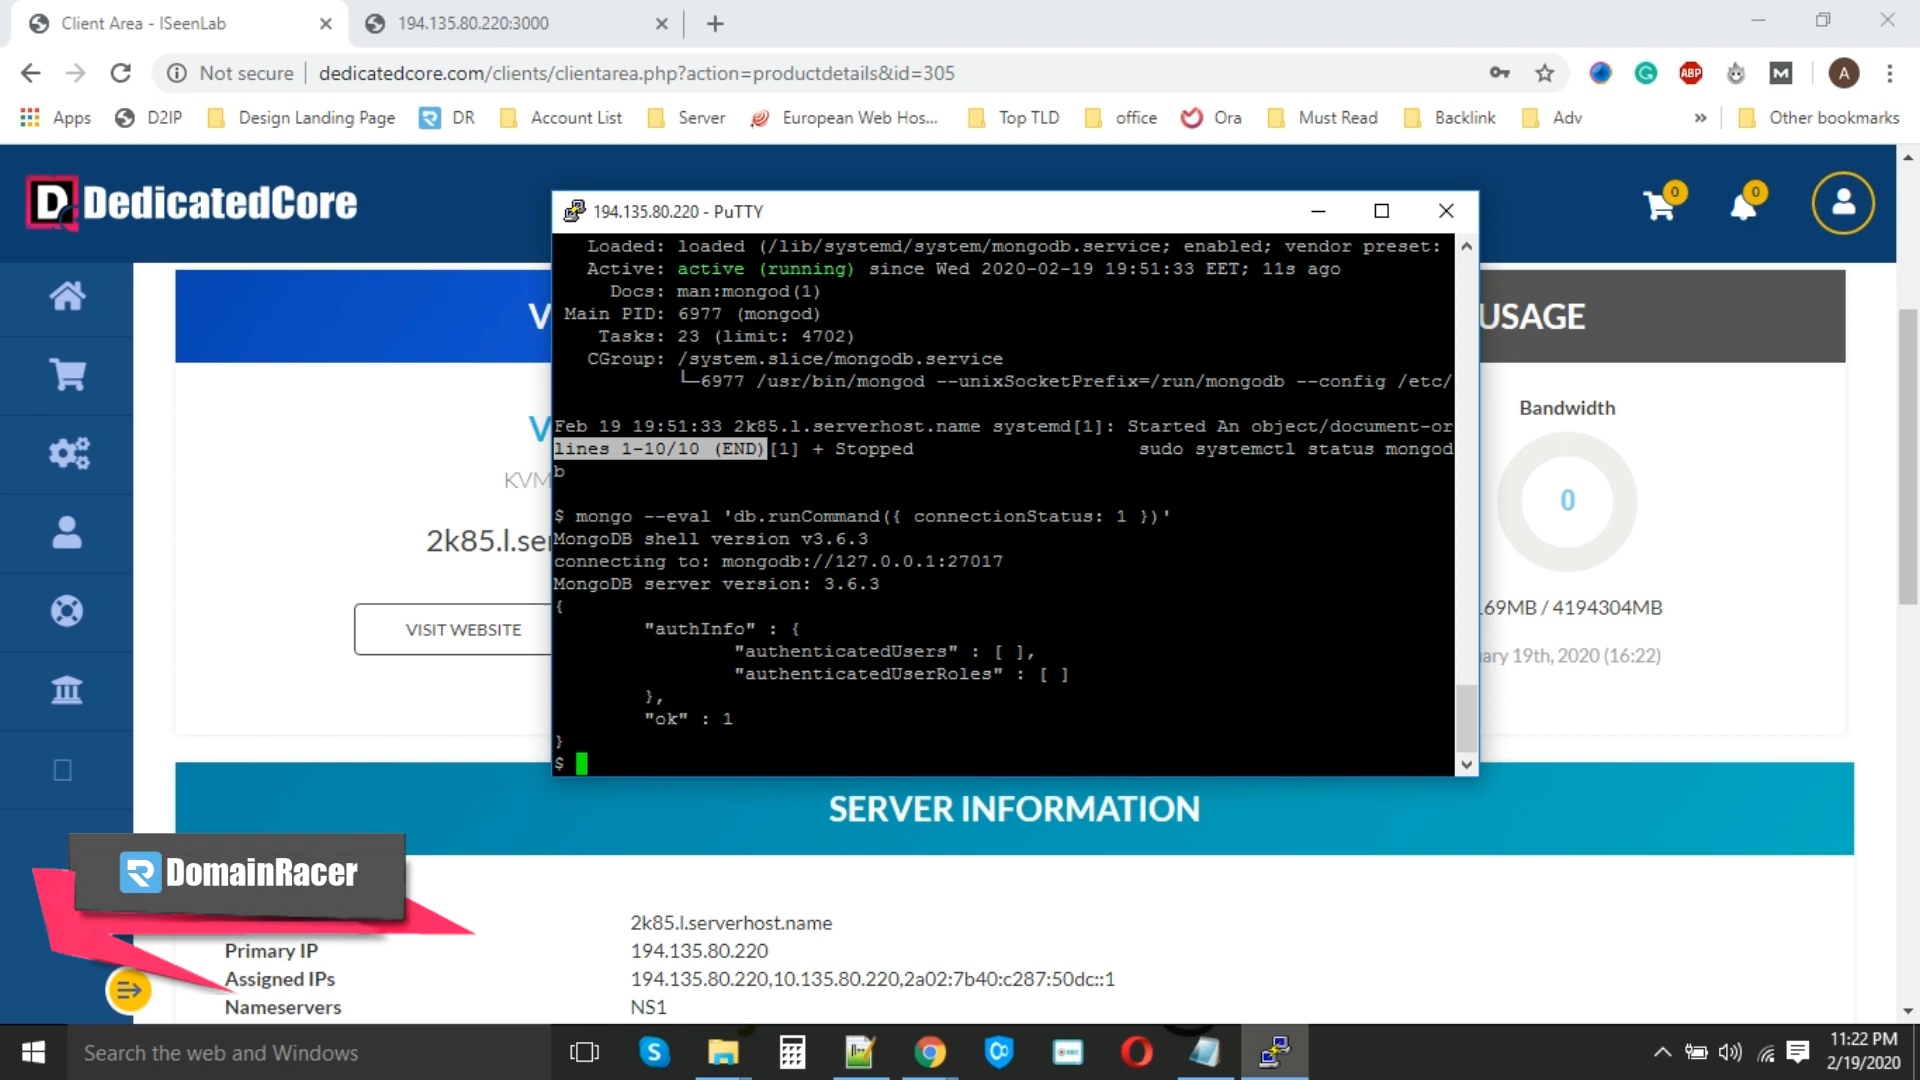 Client Area - ISeenLab
194.135.80.220:3000
Not secure
dedicatedcore.com/clients/clientarea.php?action=productdetails&id=305
ABP
M
A
Apps
D2IP
Design Landing Page
DR
Account List
Server
European Web Hos...
Top TLD
office
Ora
Must Read
Backlink
Adv
»
Other bookmarks
D DedicatedCore
0
0
194.135.80.220 - PuTTY
Loaded: loaded (/lib/systemd/system/mongodb.service; enabled; vendor preset:
Active: active (running) since Wed 2020-02-19 19:51:33 EET; 11s ago
Docs: man:mongod(1)
Main PID: 6977 (mongod)
Tasks: 23 (limit: 4702)
CGroup: /system.slice/mongodb.service
└─6977 /usr/bin/mongod --unixSocketPrefix=/run/mongodb --config /etc/
Feb 19 19:51:33 2k85.l.serverhost.name systemd[1]: Started An object/document-or
lines 1-10/10 (END)[1] + Stopped sudo systemctl status mongod
b
$ mongo --eval 'db.runCommand({ connectionStatus: 1 })'
MongoDB shell version v3.6.3
connecting to: mongodb://127.0.0.1:27017
MongoDB server version: 3.6.3
{
"authInfo" : {
"authenticatedUsers" : [ ],
"authenticatedUserRoles" : [ ]
},
"ok" : 1
}
$
V
V
KVM
2k85.l.ser
VISIT WEBSITE
USAGE
Bandwidth
0
.69MB / 4194304MB
ary 19th, 2020 (16:22)
SERVER INFORMATION
DomainRacer
2k85.l.serverhost.name
Primary IP 194.135.80.220
Assigned IPs 194.135.80.220,10.135.80.220,2a02:7b40:c287:50dc::1
Nameservers NS1
Search the web and Windows
11:22 PM
2/19/2020